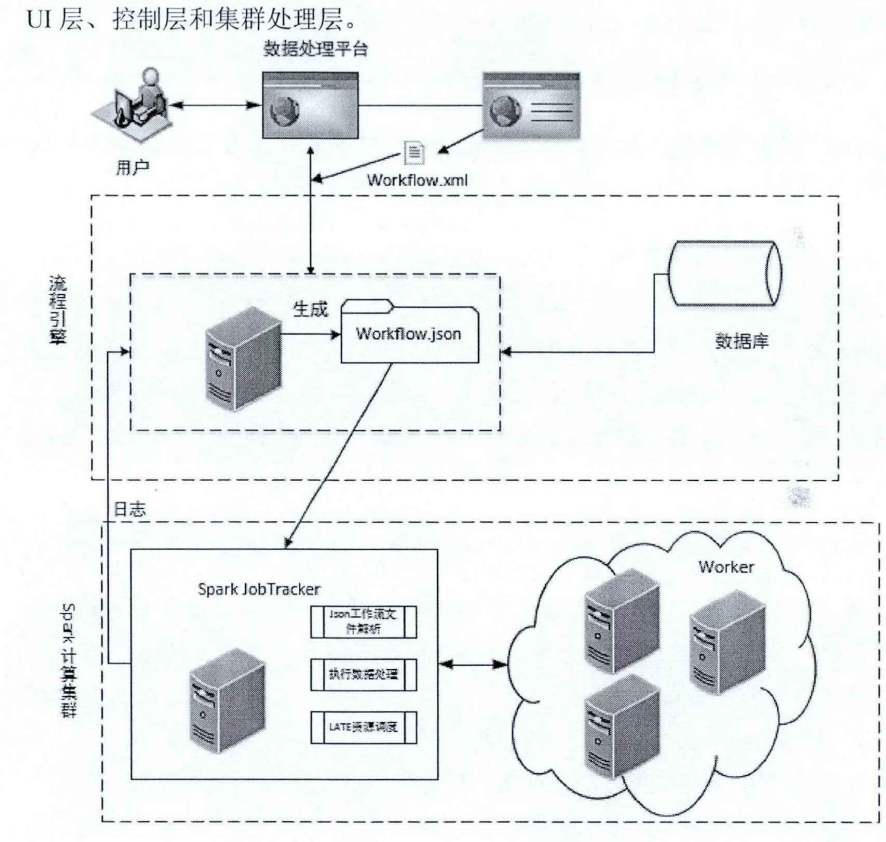 UI 层、控制层和集群处理层。
数据处理平台
用户
Workflow.xml
流程引擎
生成
Workflow.json
数据库
日志
Spark 计算集群
Spark JobTracker
Json工作流文
件解析
执行数据处理
LATE资源调度
Worker